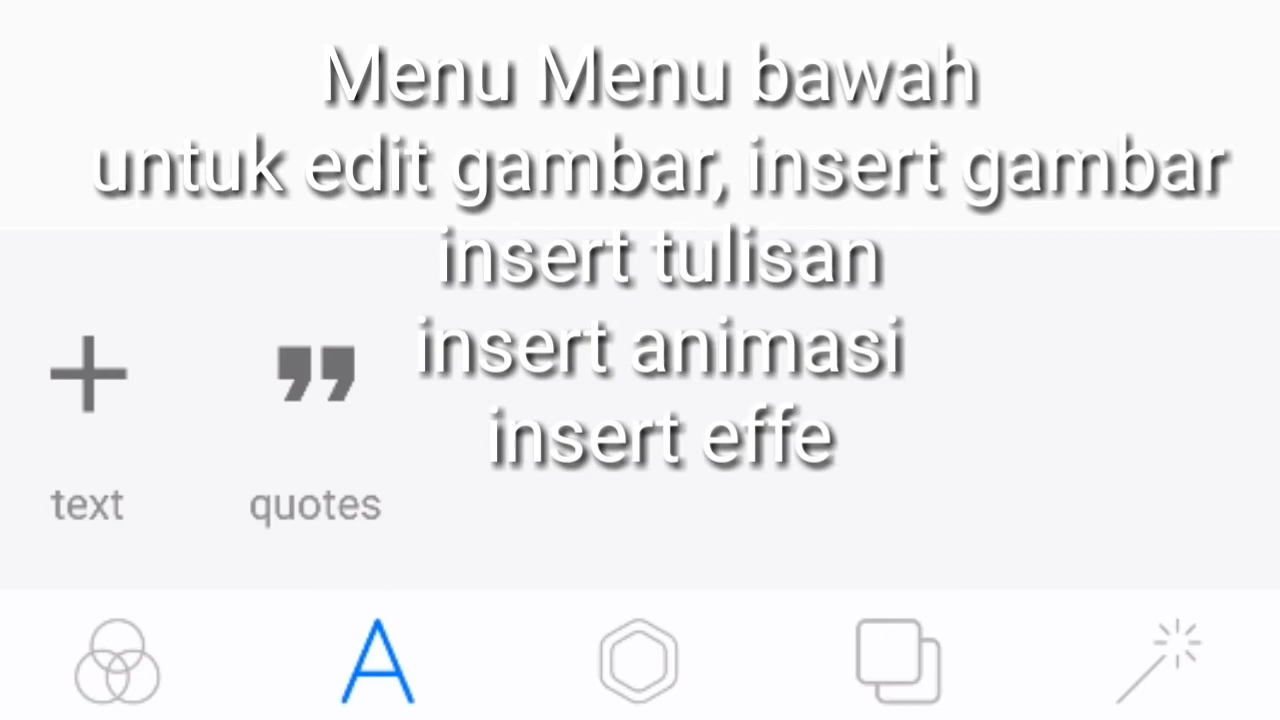 Menu Menu bawah
untuk edit gambar, insert gambar
insert tulisan
insert animasi
insert effe
text quotes